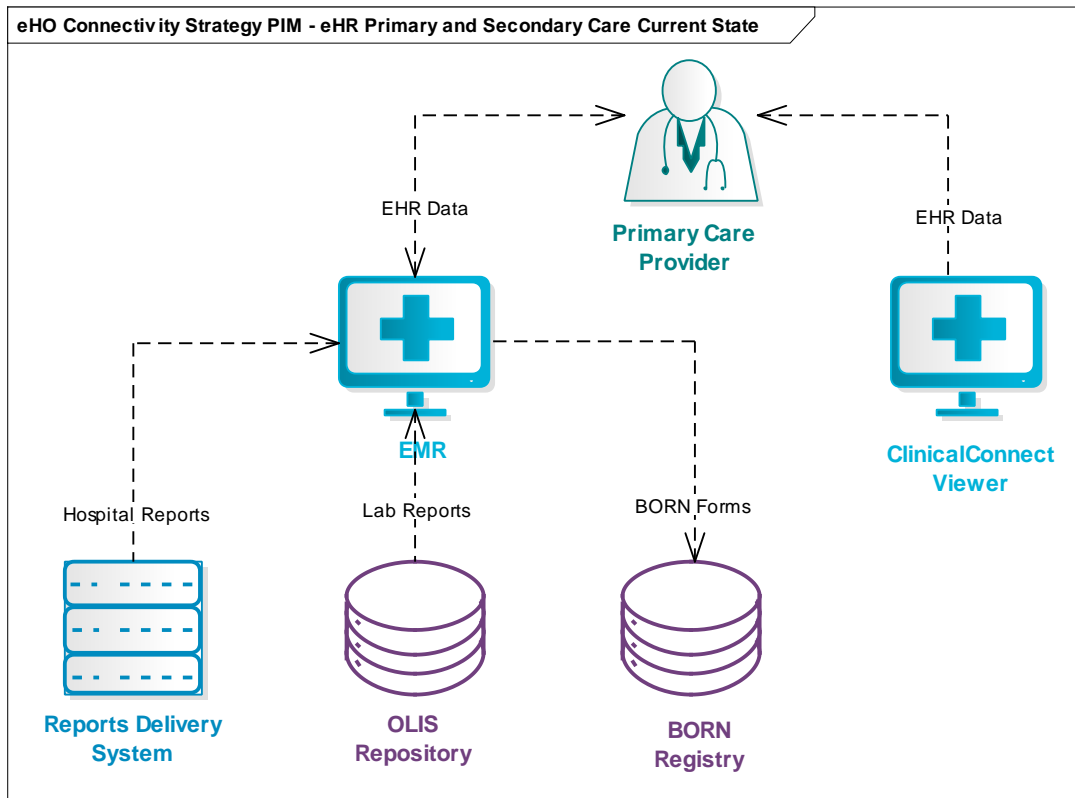 eHO Connectivity Strategy PIM - eHR Primary and Secondary Care Current State
Primary Care
Provider
EHR Data
EHR Data
EMR
ClinicalConnect
Viewer
Hospital Reports
Lab Reports
BORN Forms
Reports Delivery
System
OLIS
Repository
BORN
Registry